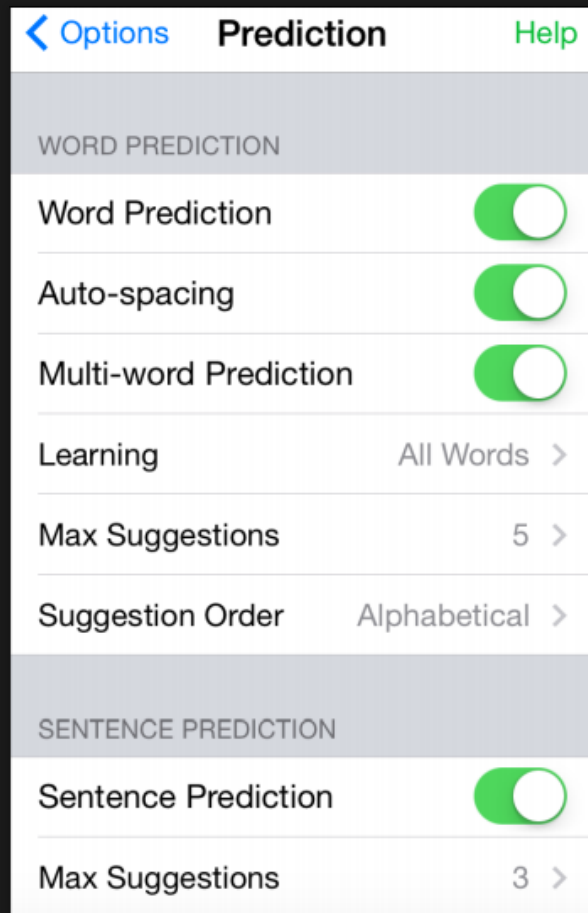 Options Prediction Help
WORD PREDICTION
Word Prediction
Auto-spacing
Multi-word Prediction
Learning All Words
Max Suggestions 5
Suggestion Order Alphabetical
SENTENCE PREDICTION
Sentence Prediction
Max Suggestions 3